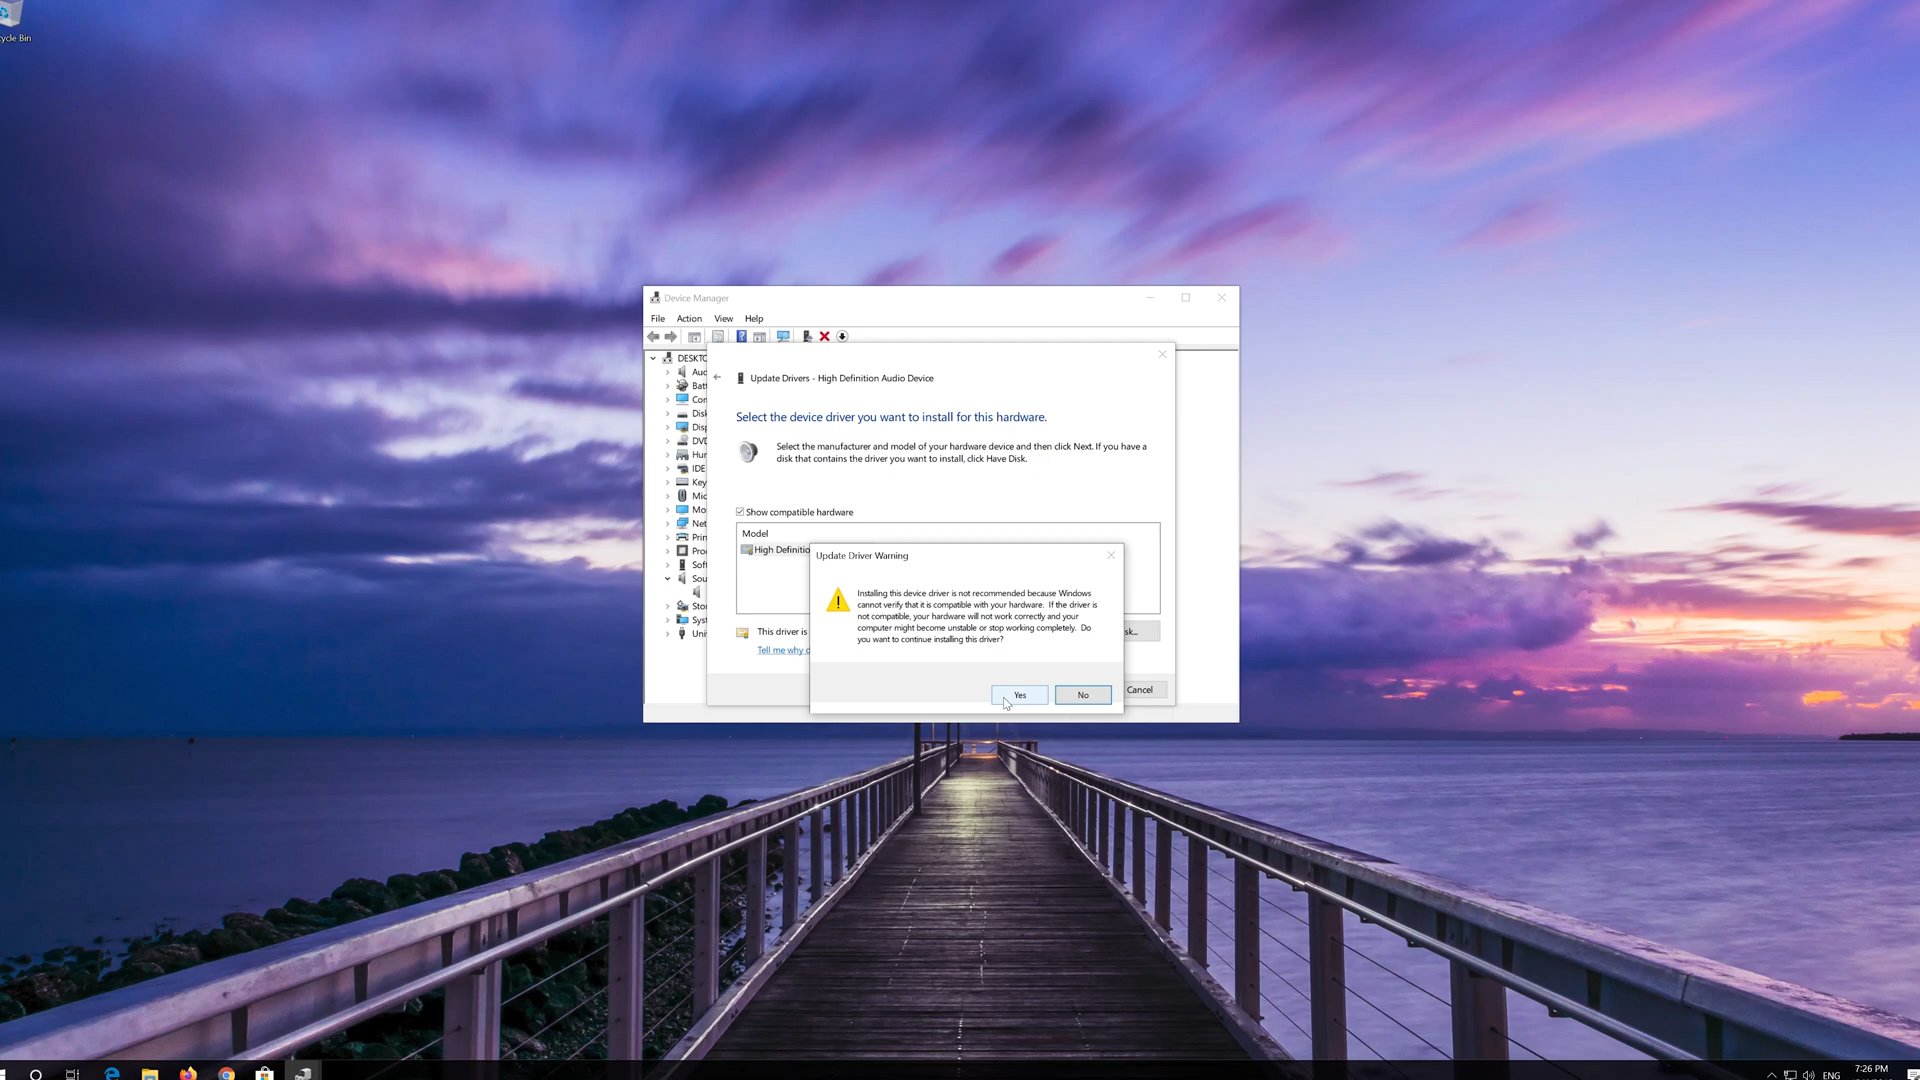 Device Manager
File Action View Help
Update Drivers - High Definition Audio Device
Select the device driver you want to install for this hardware.
Select the manufacturer and model of your hardware device and then click Next. If you have a
disk that contains the driver you want to install, click Have Disk.
Show compatible hardware
Model
Update Driver Warning
Installing this device driver is not recommended because Windows
cannot verify that it is compatible with your hardware. If the driver is
not compatible, your hardware will not work correctly and your
computer might become unstable or stop working completely. Do
you want to continue installing this driver?
This driver is
Tell me why
Yes
No
Cancel
Bin
ENG
7:26 PM